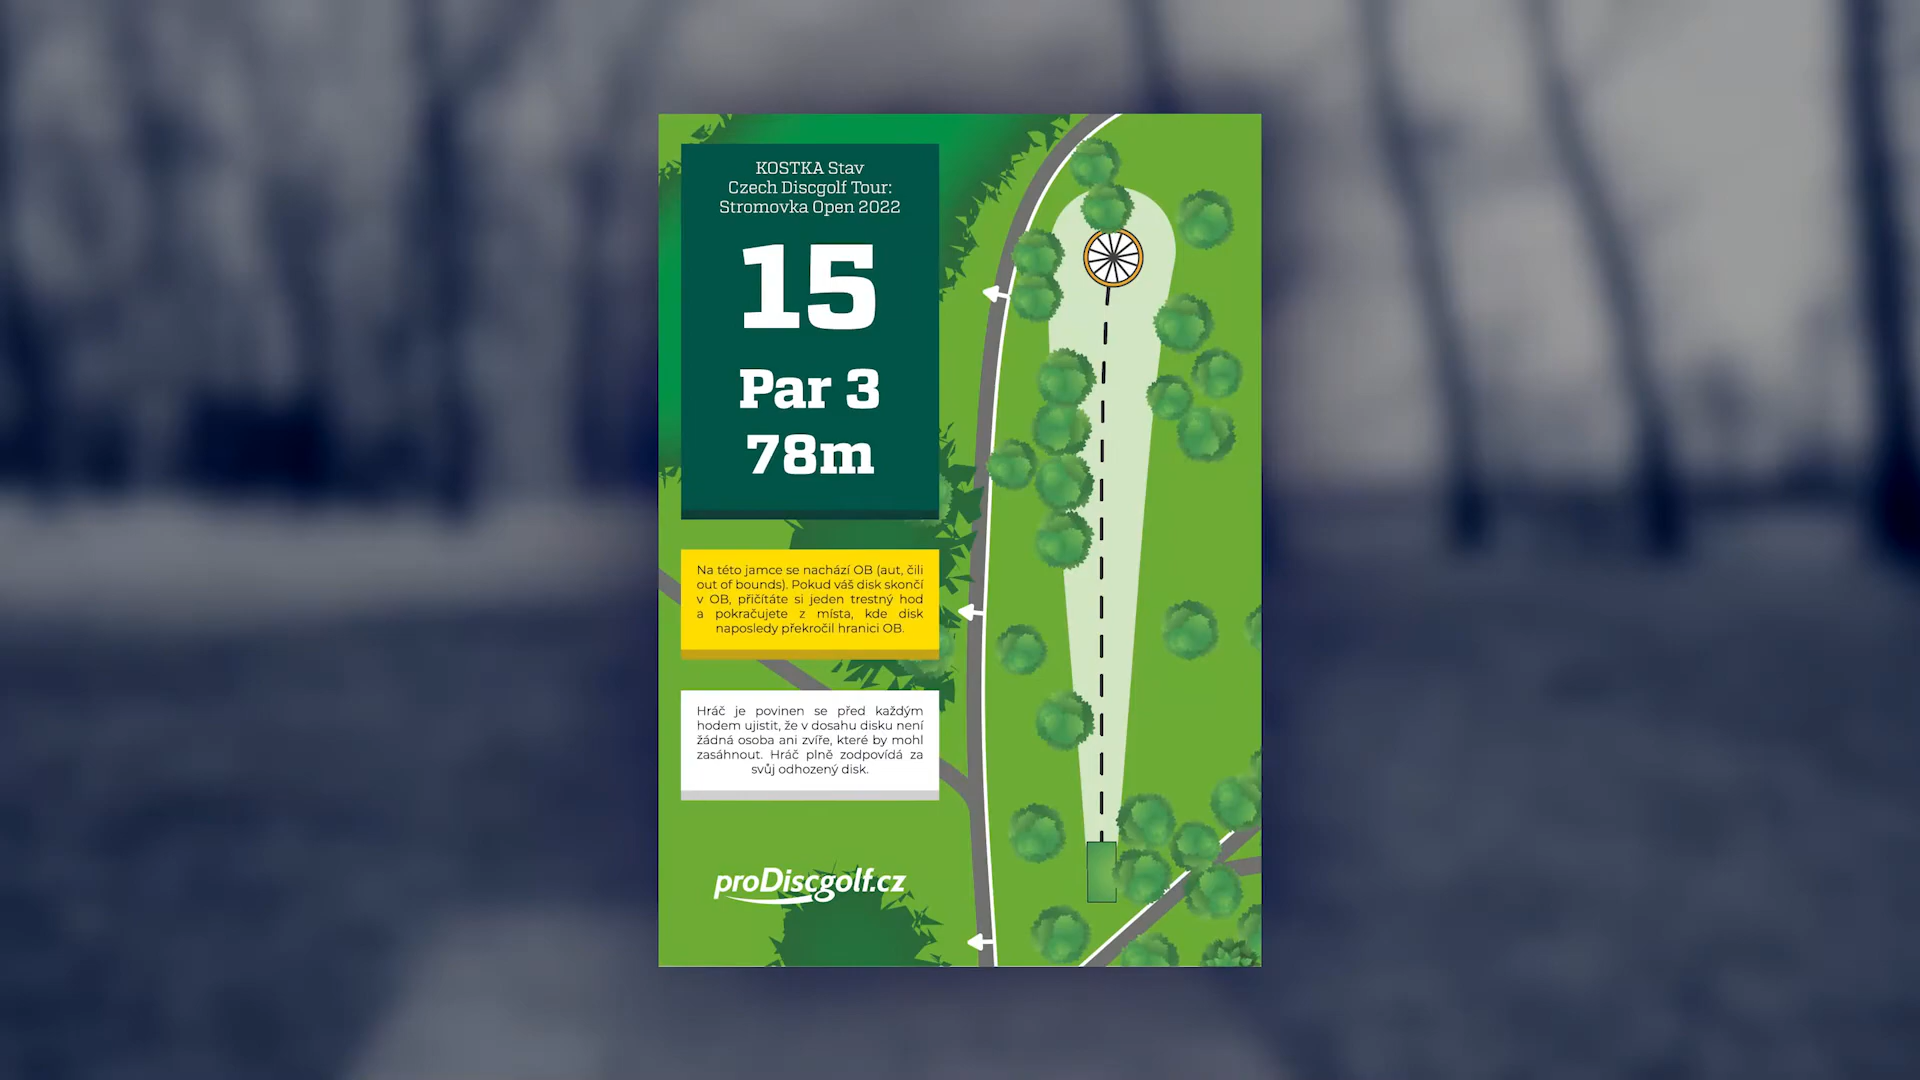 KOSTKA Stav
Czech Discgolf Tour:
Stromovka Open 2022
15
Par 3
78m
Na této jamce se nachází OB (aut, čili
out of bounds). Pokud váš disk skončí
v OB, přičítáte si jeden trestný hod
a pokračujete z místa, kde disk
naposledy překročil hranici OB.
Hráč je povinen se před každým
hodem ujistit, že v dosahu disku není
žádná osoba ani zvíře, které by mohl
zasáhnout. Hráč plně zodpovídá za
svůj odhozený disk.
proDiscgolf.cz